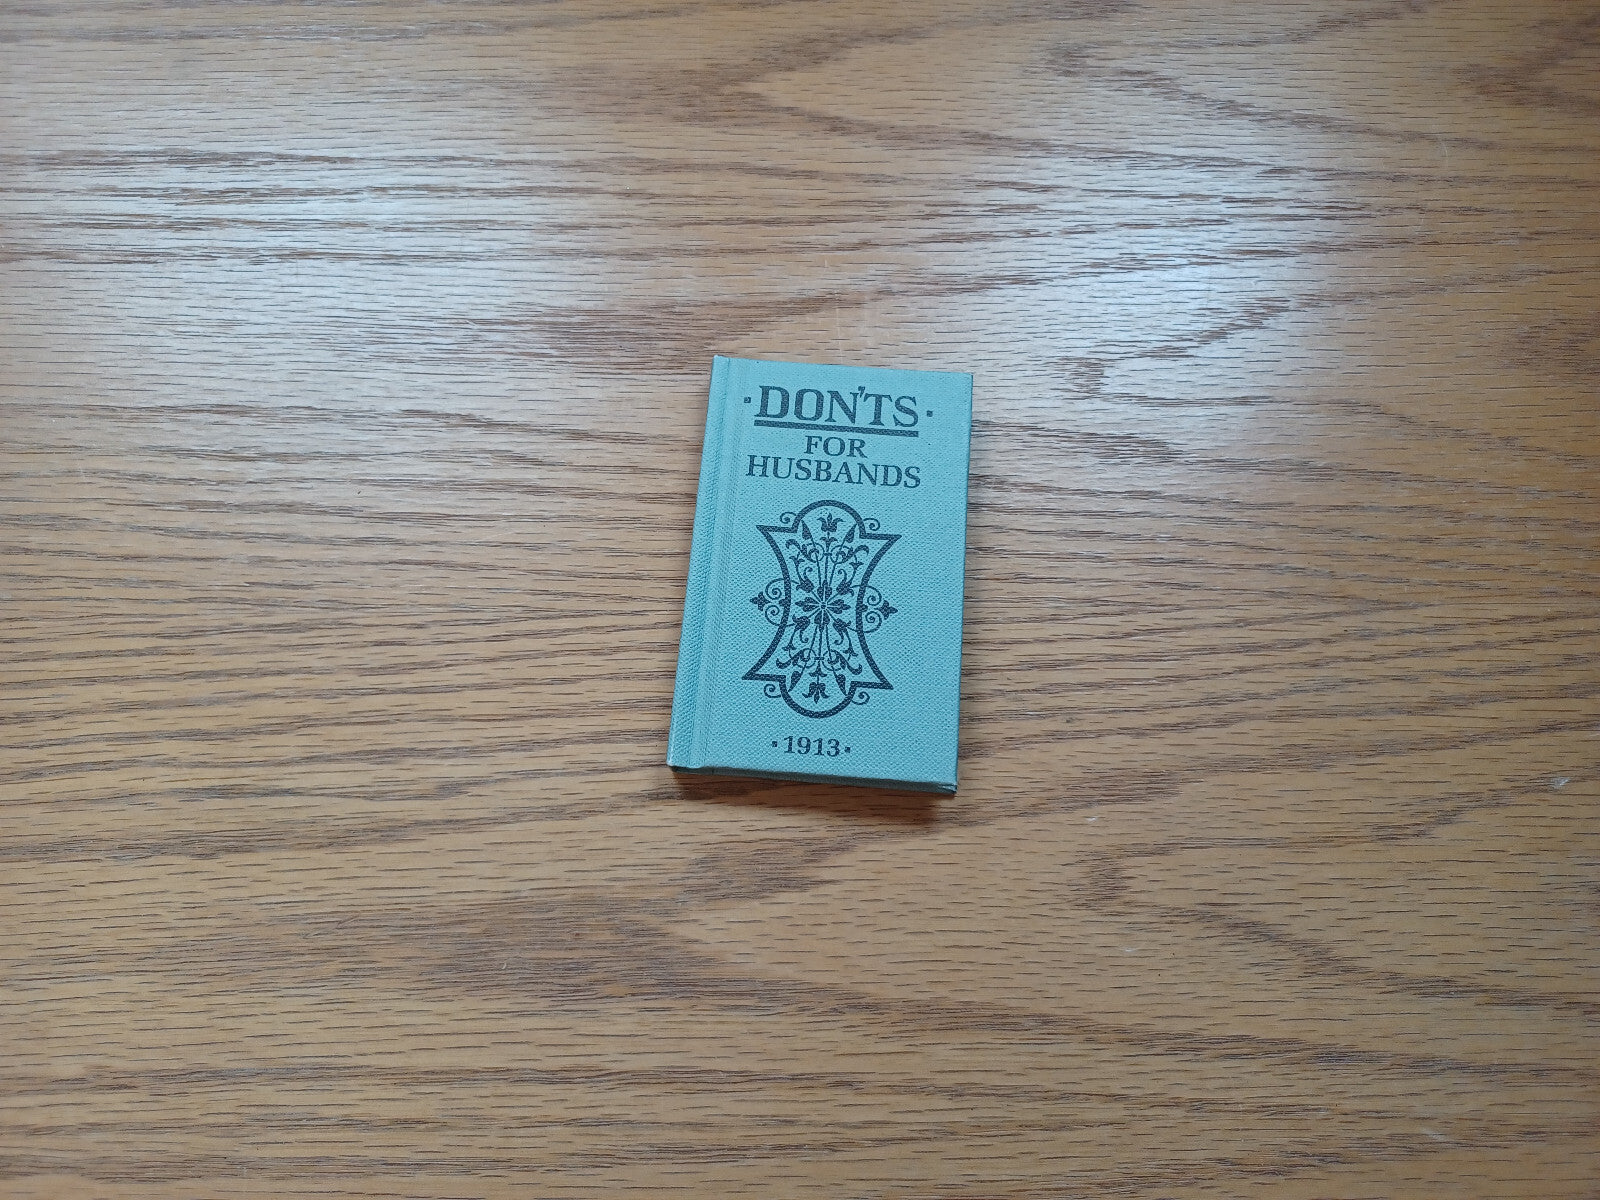 ·DON'TS·
FOR
HUSBANDS
·1913·